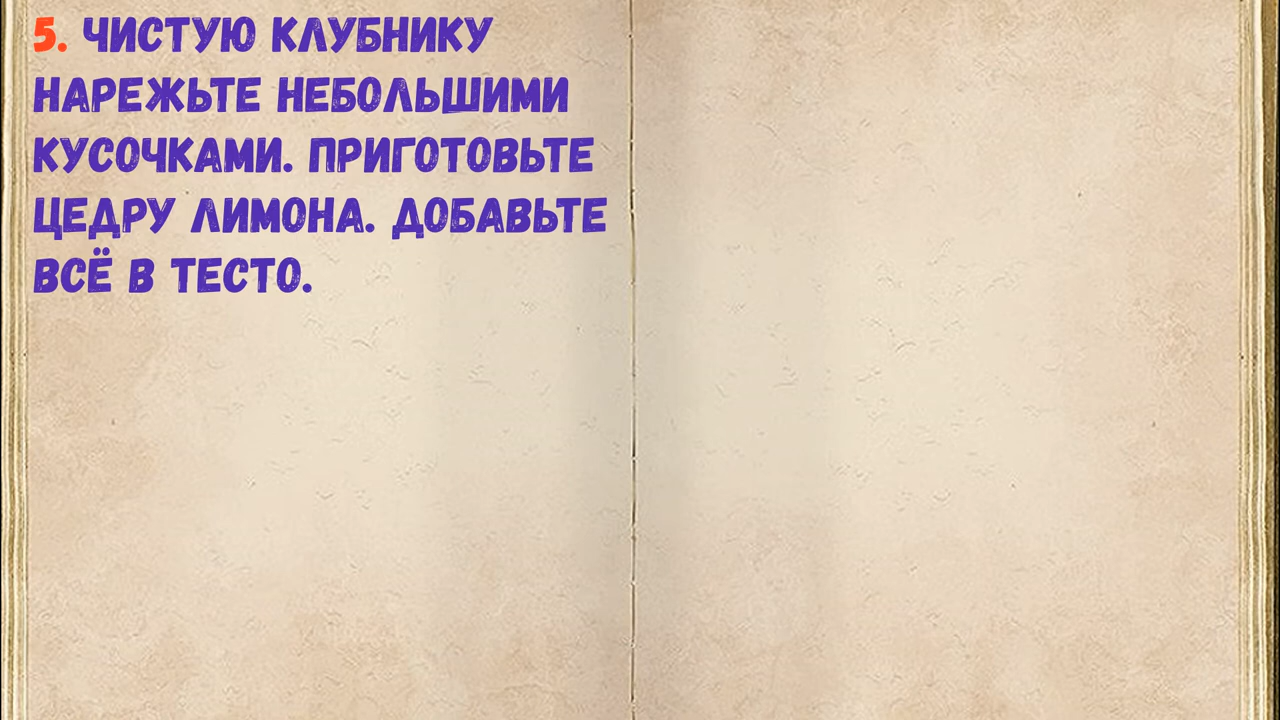 5. ЧИСТУЮ КЛУБНИКУ
НАРЕЖЬТЕ НЕБОЛЬШИМИ
КУСОЧКАМИ. ПРИГОТОВЬТЕ
ЦЕДРУ ЛИМОНА. ДОБАВЬТЕ
ВСЁ В ТЕСТО.